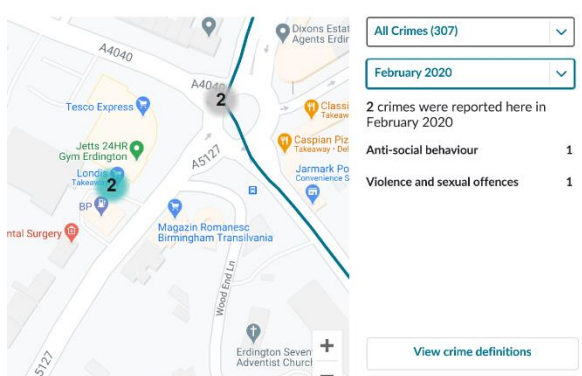 Dixons Estat
Agents Erdin
A4040
A4040
2
Tesco Express
Classi
Takeaw
Caspian Piz
Takeaway · Del
Jetts 24HR
Gym Erdington
A5127
Jarmark Po
Convenience S
Londis
Takeaw
2
BP
ntal Surgery
Magazin Romanesc
Birmingham Transilvania
Wood End Ln
A5127
Erdington Seven
Adventist Church
+
All Crimes (307)
February 2020
2 crimes were reported here in
February 2020
Anti-social behaviour 1
Violence and sexual offences 1
View crime definitions